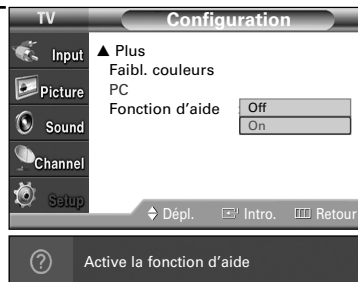 TV
Configuration
Input
Picture
Sound
Channel
Setup
▲ Plus
Faibl. couleurs
PC
Fonction d'aide
Off
On
Dépl. Intro. Retour
Active la fonction d'aide